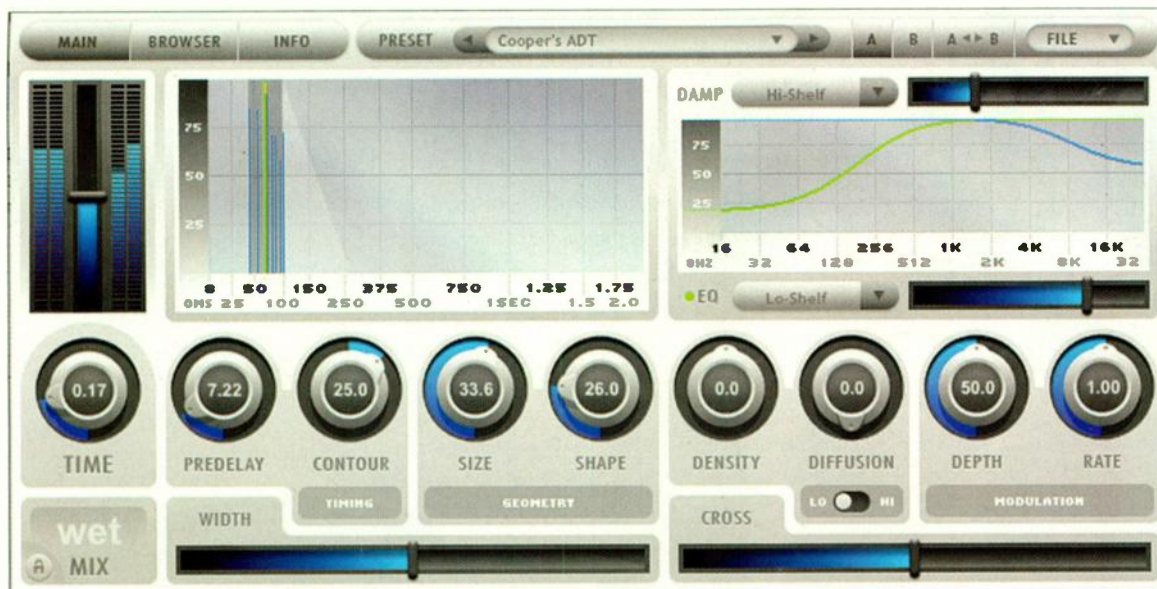 MAIN BROWSER INFO PRESET Cooper's ADT A B A B FILE
DAMP Hi-Shelf
75
50
25
75
50
25
0 50 150 375 750 1.25 1.75
0MS 25 100 250 500 1SEC 1.5 2.0
16 64 256 1K 4K 16K
0HZ 32 128 512 2K 8K 32
EQ Lo-Shelf
0.17 7.22 25.0 33.6 26.0 0.0 0.0 50.0 1.00
TIME PREDELAY CONTOUR SIZE SHAPE DENSITY DIFFUSION DEPTH RATE
TIMING GEOMETRY LO HI MODULATION
WIDTH CROSS
wet
A MIX